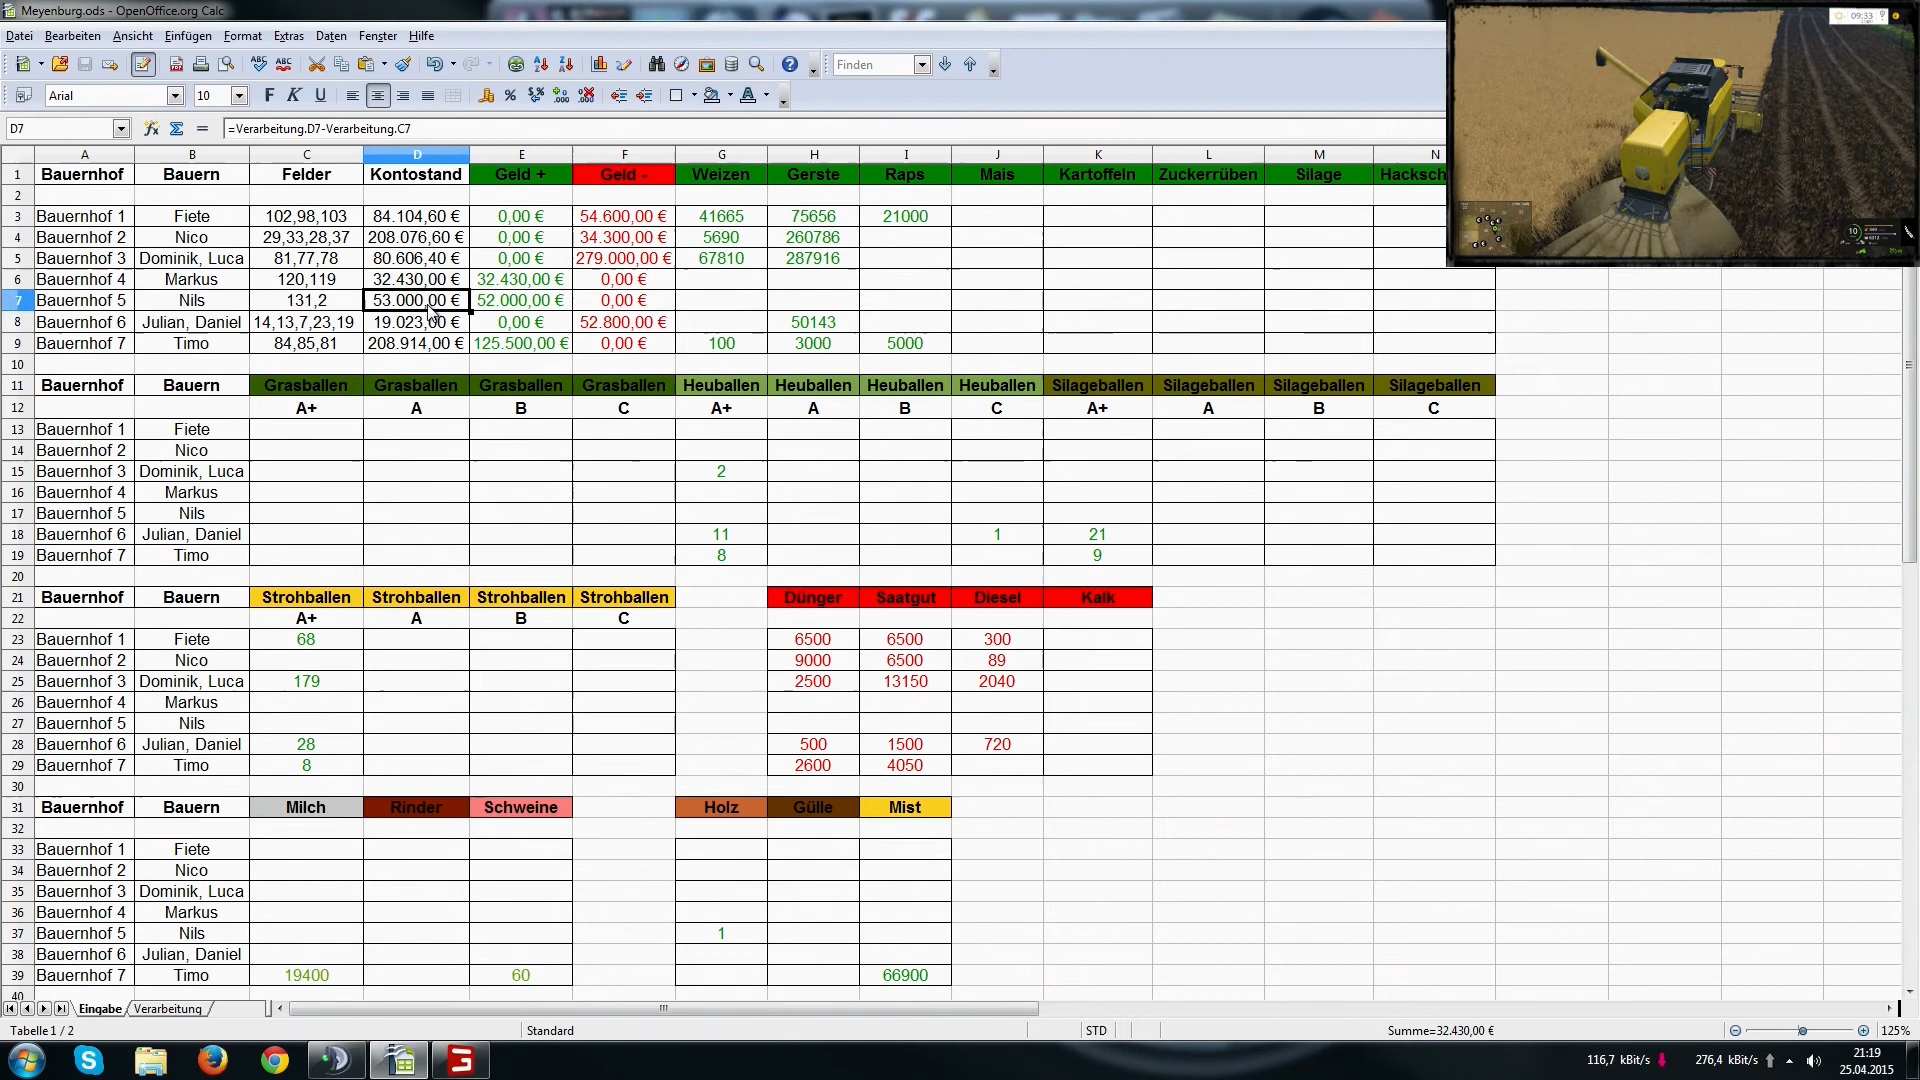 Meyenburg.ods - OpenOffice.org Calc
Datei Bearbeiten Ansicht Einfügen Format Extras Daten Fenster Hilfe
Finden
Arial 10
D7 =Verarbeitung.D7-Verarbeitung.C7
A B C D E F G H I J K L M N
1 Bauernhof Bauern Felder Kontostand Geld + Geld - Weizen Gerste Raps Mais Kartoffeln Zuckerrüben Silage Hacksch
2
3 Bauernhof 1 Fiete 102,98,103 84.104,60 € 0,00 € 54.600,00 € 41665 75656 21000
4 Bauernhof 2 Nico 29,33,28,37 208.076,60 € 0,00 € 34.300,00 € 5690 260786
5 Bauernhof 3 Dominik, Luca 81,77,78 80.606,40 € 0,00 € 279.000,00 € 67810 287916
6 Bauernhof 4 Markus 120,119 32.430,00 € 32.430,00 € 0,00 €
7 Bauernhof 5 Nils 131,2 53.000,00 € 52.000,00 € 0,00 €
8 Bauernhof 6 Julian, Daniel 14,13,7,23,19 19.023,00 € 0,00 € 52.800,00 € 50143
9 Bauernhof 7 Timo 84,85,81 208.914,00 € 125.500,00 € 0,00 € 100 3000 5000
10
11 Bauernhof Bauern Grasballen Grasballen Grasballen Grasballen Heuballen Heuballen Heuballen Heuballen Silageballen Silageballen Silageballen Silageballen
12 A+ A B C A+ A B C A+ A B C
13 Bauernhof 1 Fiete
14 Bauernhof 2 Nico
15 Bauernhof 3 Dominik, Luca 2
16 Bauernhof 4 Markus
17 Bauernhof 5 Nils
18 Bauernhof 6 Julian, Daniel 11 1 21
19 Bauernhof 7 Timo 8 9
20
21 Bauernhof Bauern Strohballen Strohballen Strohballen Strohballen Dünger Saatgut Diesel Kalk
22 A+ A B C
23 Bauernhof 1 Fiete 68 6500 6500 300
24 Bauernhof 2 Nico 9000 6500 89
25 Bauernhof 3 Dominik, Luca 179 2500 13150 2040
26 Bauernhof 4 Markus
27 Bauernhof 5 Nils
28 Bauernhof 6 Julian, Daniel 28 500 1500 720
29 Bauernhof 7 Timo 8 2600 4050
30
31 Bauernhof Bauern Milch Rinder Schweine Holz Gülle Mist
32
33 Bauernhof 1 Fiete
34 Bauernhof 2 Nico
35 Bauernhof 3 Dominik, Luca
36 Bauernhof 4 Markus
37 Bauernhof 5 Nils 1
38 Bauernhof 6 Julian, Daniel
39 Bauernhof 7 Timo 19400 60 66900
40
Eingabe Verarbeitung
Tabelle 1 / 2 Standard STD Summe=32.430,00 € 125%
116,7 kBit/s 276,4 kBit/s 21:19
25.04.2015
09:33
10